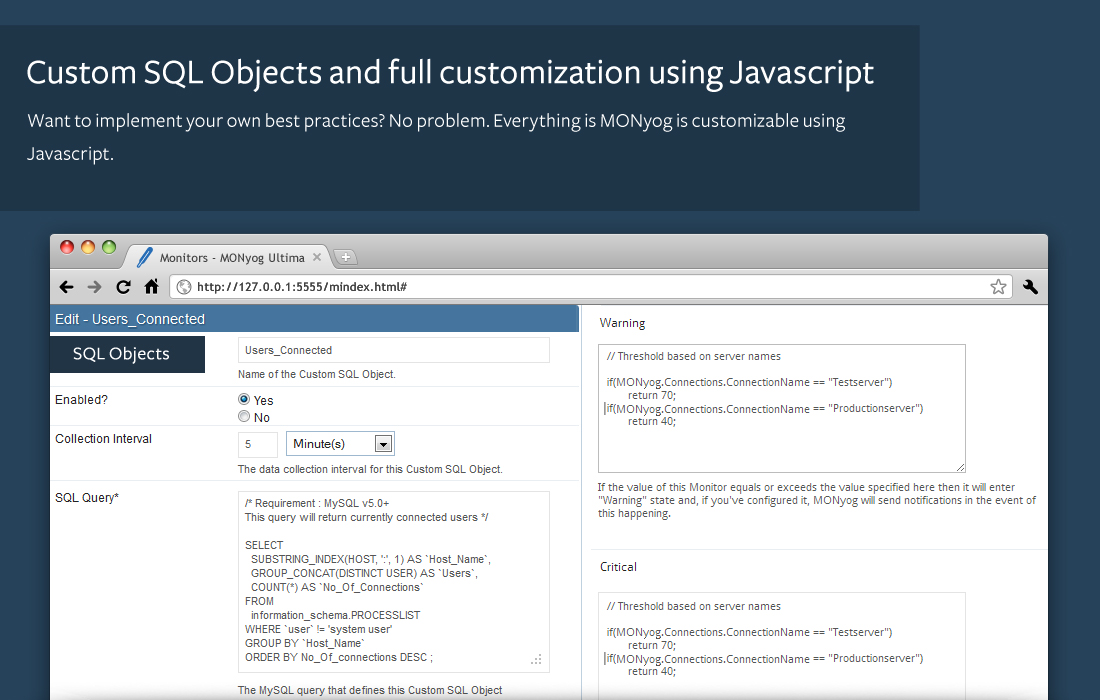 Custom SQL Objects and full customization using Javascript
Want to implement your own best practices? No problem. Everything is MONyog is customizable using
Javascript.
Monitors - MONyog Ultima
http://127.0.0.1:5555/mindex.html#
Edit - Users_Connected
SQL Objects
Users_Connected
Name of the Custom SQL Object.
Enabled?
Yes
No
Collection Interval
5
Minute(s)
The data collection interval for this Custom SQL Object.
SQL Query*
/* Requirement : MySQL v5.0+
This query will return currently connected users */
SELECT
SUBSTRING_INDEX(HOST, ':', 1) AS `Host_Name`,
GROUP_CONCAT(DISTINCT USER) AS `Users`,
COUNT(*) AS `No_Of_Connections`
FROM
information_schema.PROCESSLIST
WHERE `user` != 'system user'
GROUP BY `Host_Name`
ORDER BY No_Of_connections DESC ;
The MySQL query that defines this Custom SQL Object
Warning
// Threshold based on server names
if(MONyog.Connections.ConnectionName == "Testserver")
return 70;
if(MONyog.Connections.ConnectionName == "Productionserver")
return 40;
If the value of this Monitor equals or exceeds the value specified here then it will enter
"Warning" state and, if you've configured it, MONyog will send notifications in the event of
this happening.
Critical
// Threshold based on server names
if(MONyog.Connections.ConnectionName == "Testserver")
return 70;
if(MONyog.Connections.ConnectionName == "Productionserver")
return 40;